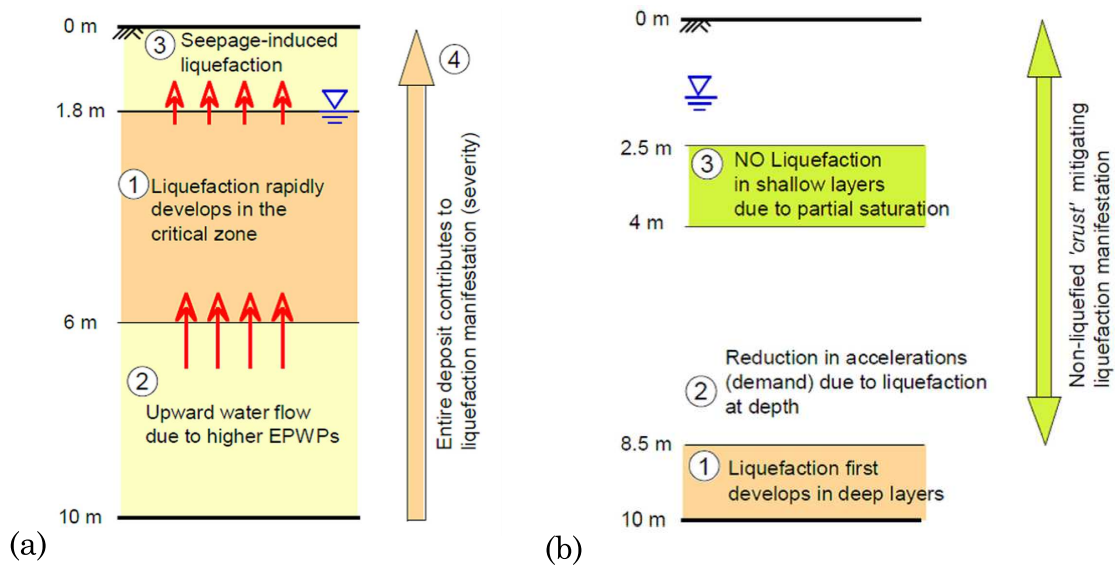 0 m
3
Seepage-induced
liquefaction
4
1.8 m
1
Liquefaction rapidly
develops in the
critical zone
6 m
2
Upward water flow
due to higher EPWPs
10 m
Entire deposit contributes to
liquefaction manifestation (severity)
(a)
0 m
2.5 m
3
NO Liquefaction
in shallow layers
due to partial saturation
4 m
Reduction in accelerations
2
(demand) due to liquefaction
at depth
8.5 m
1
Liquefaction first
develops in deep layers
10 m
Non-liquefied 'crust' mitigating
liquefaction manifestation
(b)